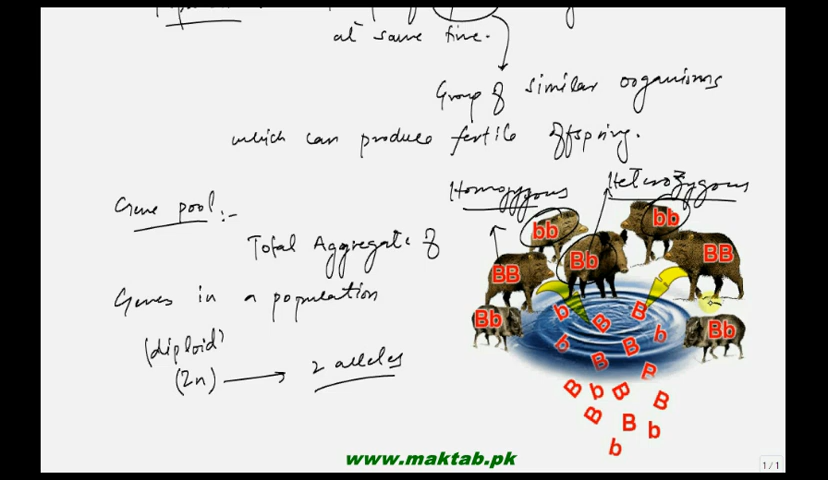 at same time.
Group of similar organisms
which can produce fertile offspring.
Homozygous Heterozygous
Gene pool:-
Total Aggregate of
Genes in a population
(diploid)
(2n) → 2 alleles
bb bb
BB Bb BB
Bb Bb
b B B b
b B B
B
B b B B
B B b
b
www.maktab.pk
1/1